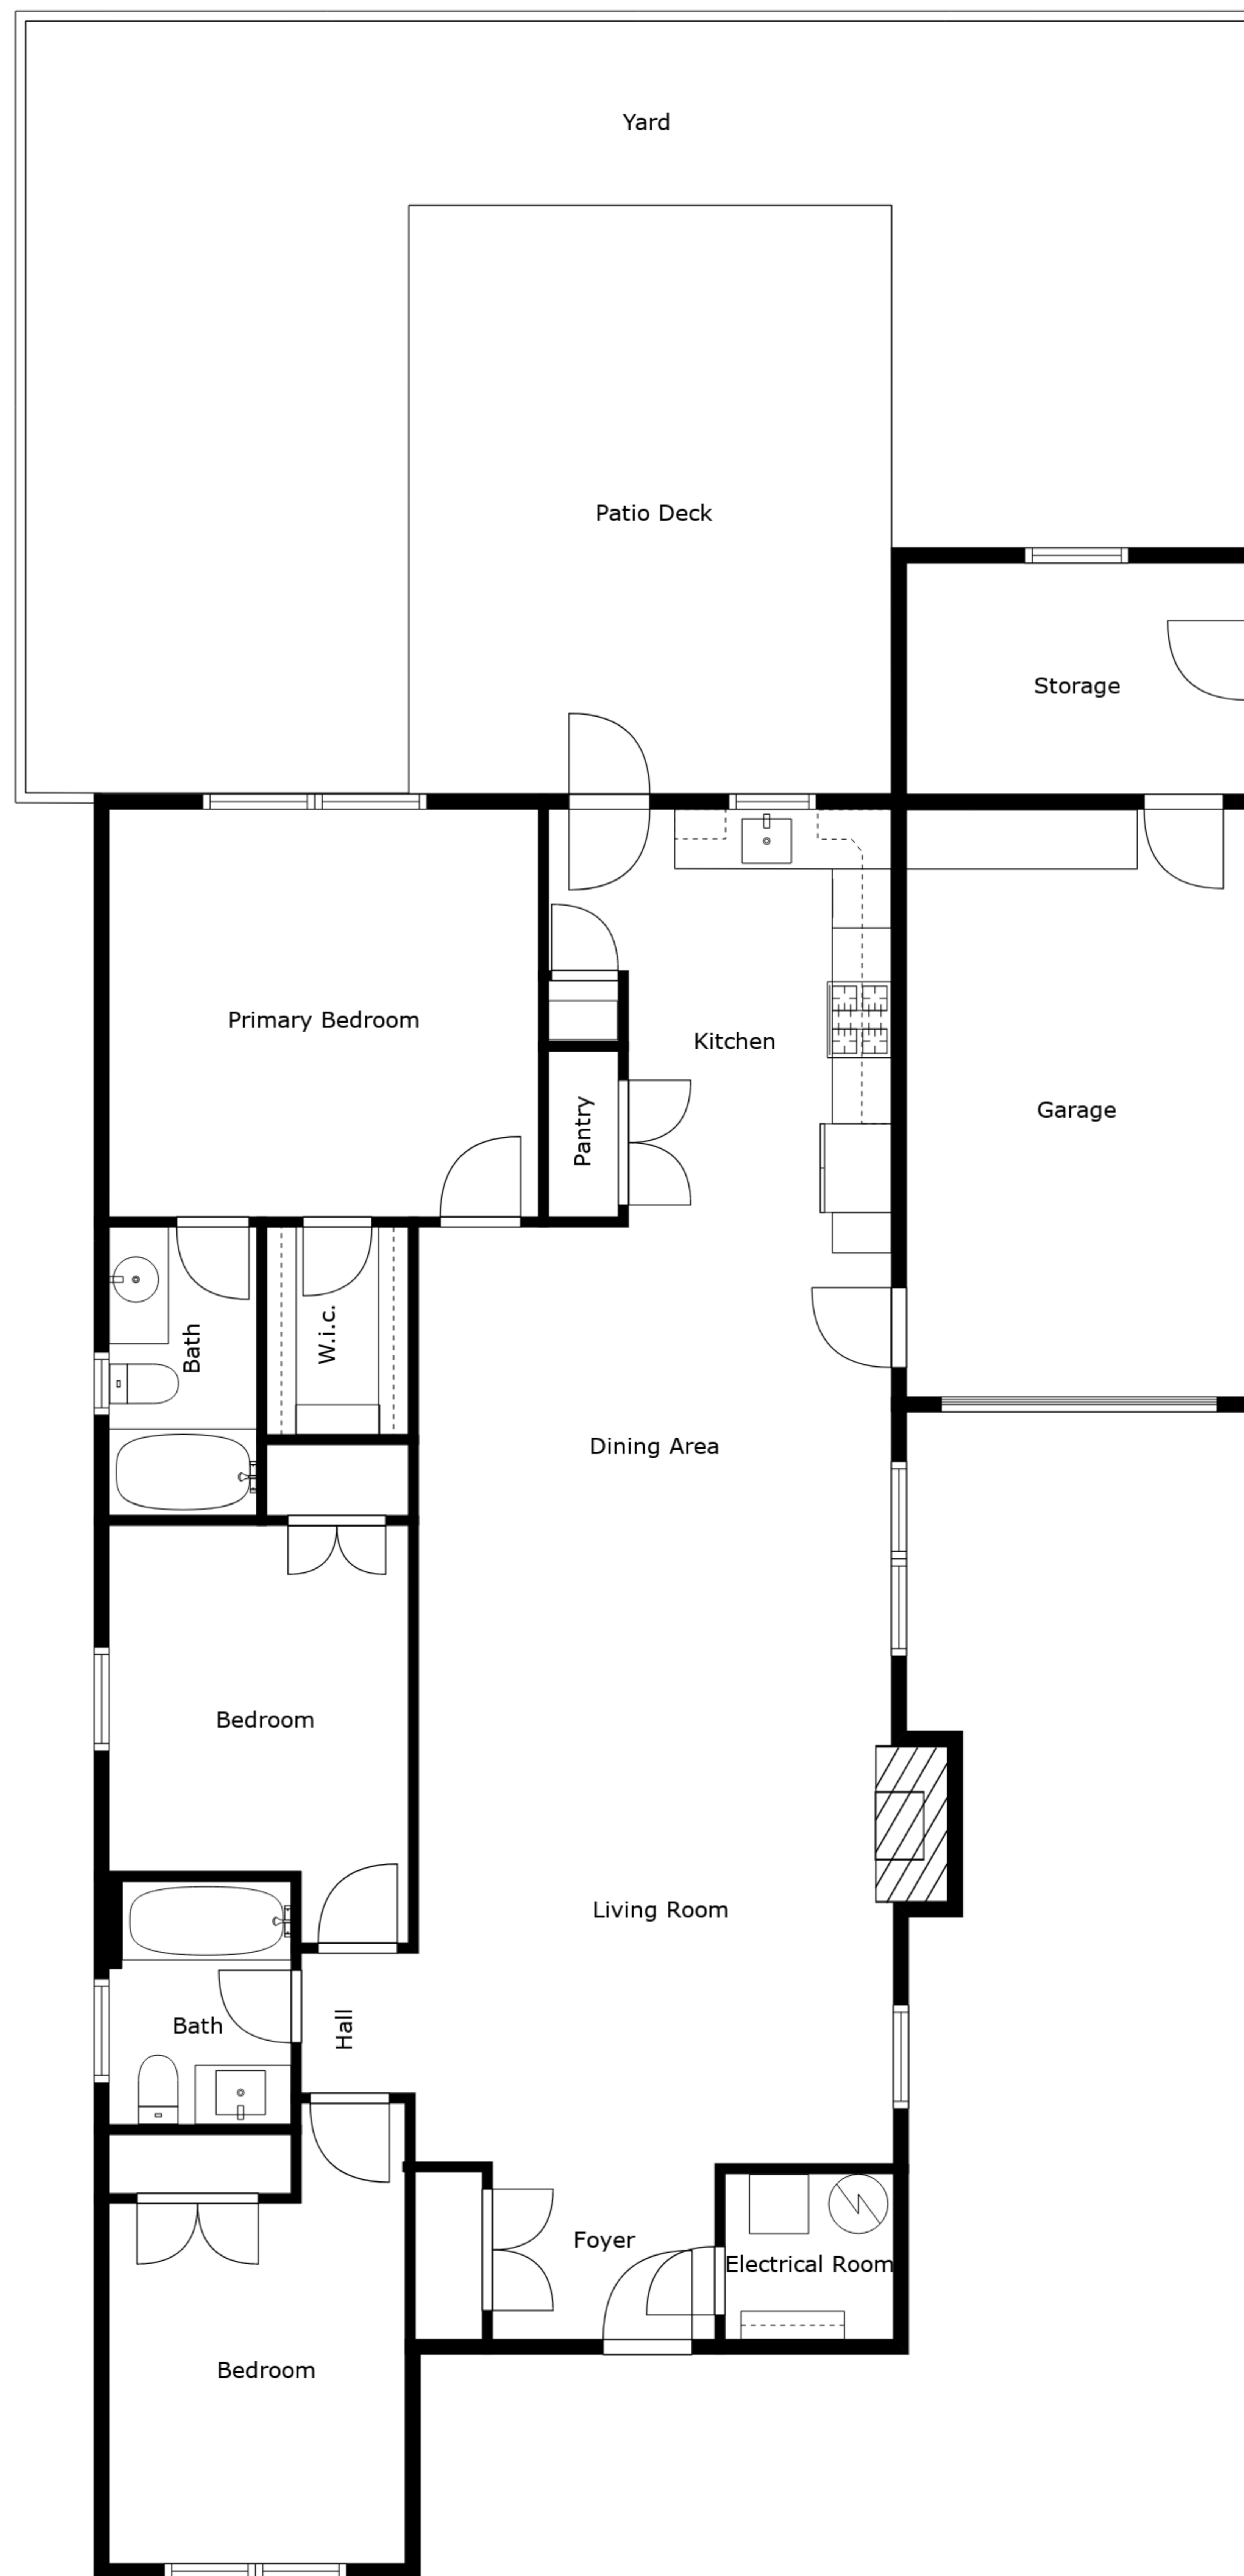 Yard
Patio Deck
Storage
Primary Bedroom
Kitchen
Pantry
Garage
Bath
W.i.c.
Dining Area
Bedroom
Living Room
Bath
Hall
Foyer
Electrical Room
Bedroom